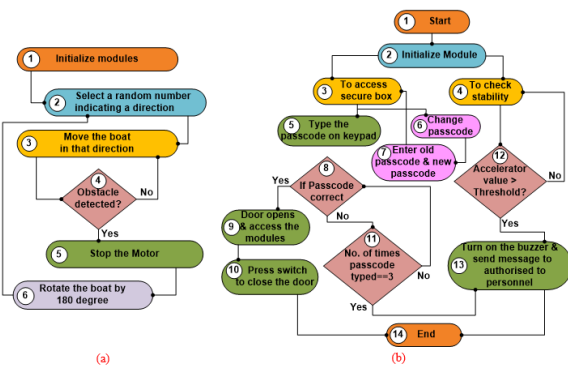 1 Initialize modules
2 Select a random number
indicating a direction
3 Move the boat
in that direction
4
Obstacle
detected?
No
Yes
5 Stop the Motor
6 Rotate the boat by
180 degree
(a)
1 Start
2 Initialize Module
3 To access
secure box
4 To check
stability
5 Type the
passcode on keypad
6 Change
passcode
7 Enter old
passcode & new
passcode
8
If Passcode
correct
Yes
No
9 Door opens
& access the
modules
10 Press switch
to close the door
11
No. of times
passcode
typed==3
No
Yes
12
Accelerator
value >
Threshold?
No
Yes
13 Turn on the buzzer &
send message to
authorised to
personnel
14 End
(b)